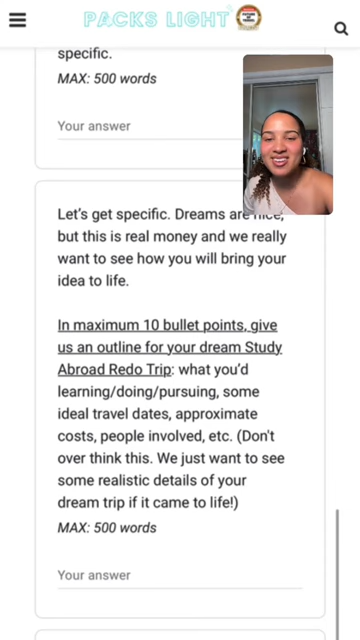 PACKS LIGHT
specific.
MAX: 500 words
Your answer
Let's get specific. Dreams are nice,
but this is real money and we really
want to see how you will bring your
idea to life.
In maximum 10 bullet points, give
us an outline for your dream Study
Abroad Redo Trip: what you'd
learning/doing/pursuing, some
ideal travel dates, approximate
costs, people involved, etc. (Don't
over think this. We just want to see
some realistic details of your
dream trip if it came to life!)
MAX: 500 words
Your answer